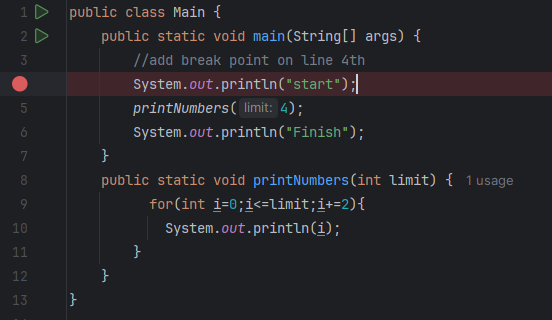 1 public class Main {
2 public static void main(String[] args) {
3 //add break point on line 4th
System.out.println("start");
5 printNumbers( limit: 4);
6 System.out.println("Finish");
7 }
8 public static void printNumbers(int limit) { 1 usage
9 for(int i=0;i<=limit;i+=2){
10 System.out.println(i);
11 }
12 }
13 }